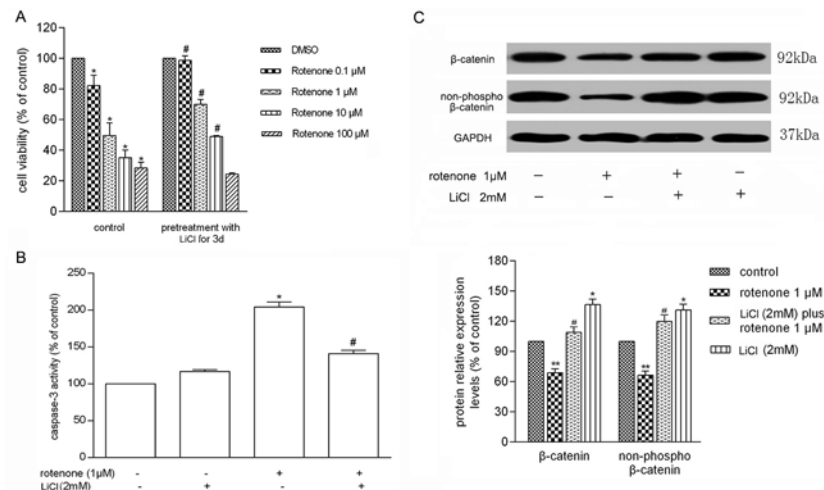 A
cell viability (% of control)
120
100
80
60
40
20
0
* * * *
# # #
control
pretreatment with
LiCl for 3d
DMSO
Rotenone 0.1 µM
Rotenone 1 µM
Rotenone 10 µM
Rotenone 100 µM
B
caspase-3 activity (% of control)
250
200
150
100
50
0
*
#
rotenone (1µM) - - + +
LiCl(2mM) - + - +
C
β-catenin 92kDa
non-phospho
β-catenin 92kDa
GAPDH 37kDa
rotenone 1µM − + + −
LiCl 2mM − − + +
protein relative expression
levels (% of control)
180
150
120
90
60
30
0
** # *
** # *
β-catenin
non-phospho
β-catenin
control
rotenone 1 µM
LiCl (2mM) plus
rotenone 1 µM
LiCl (2mM)